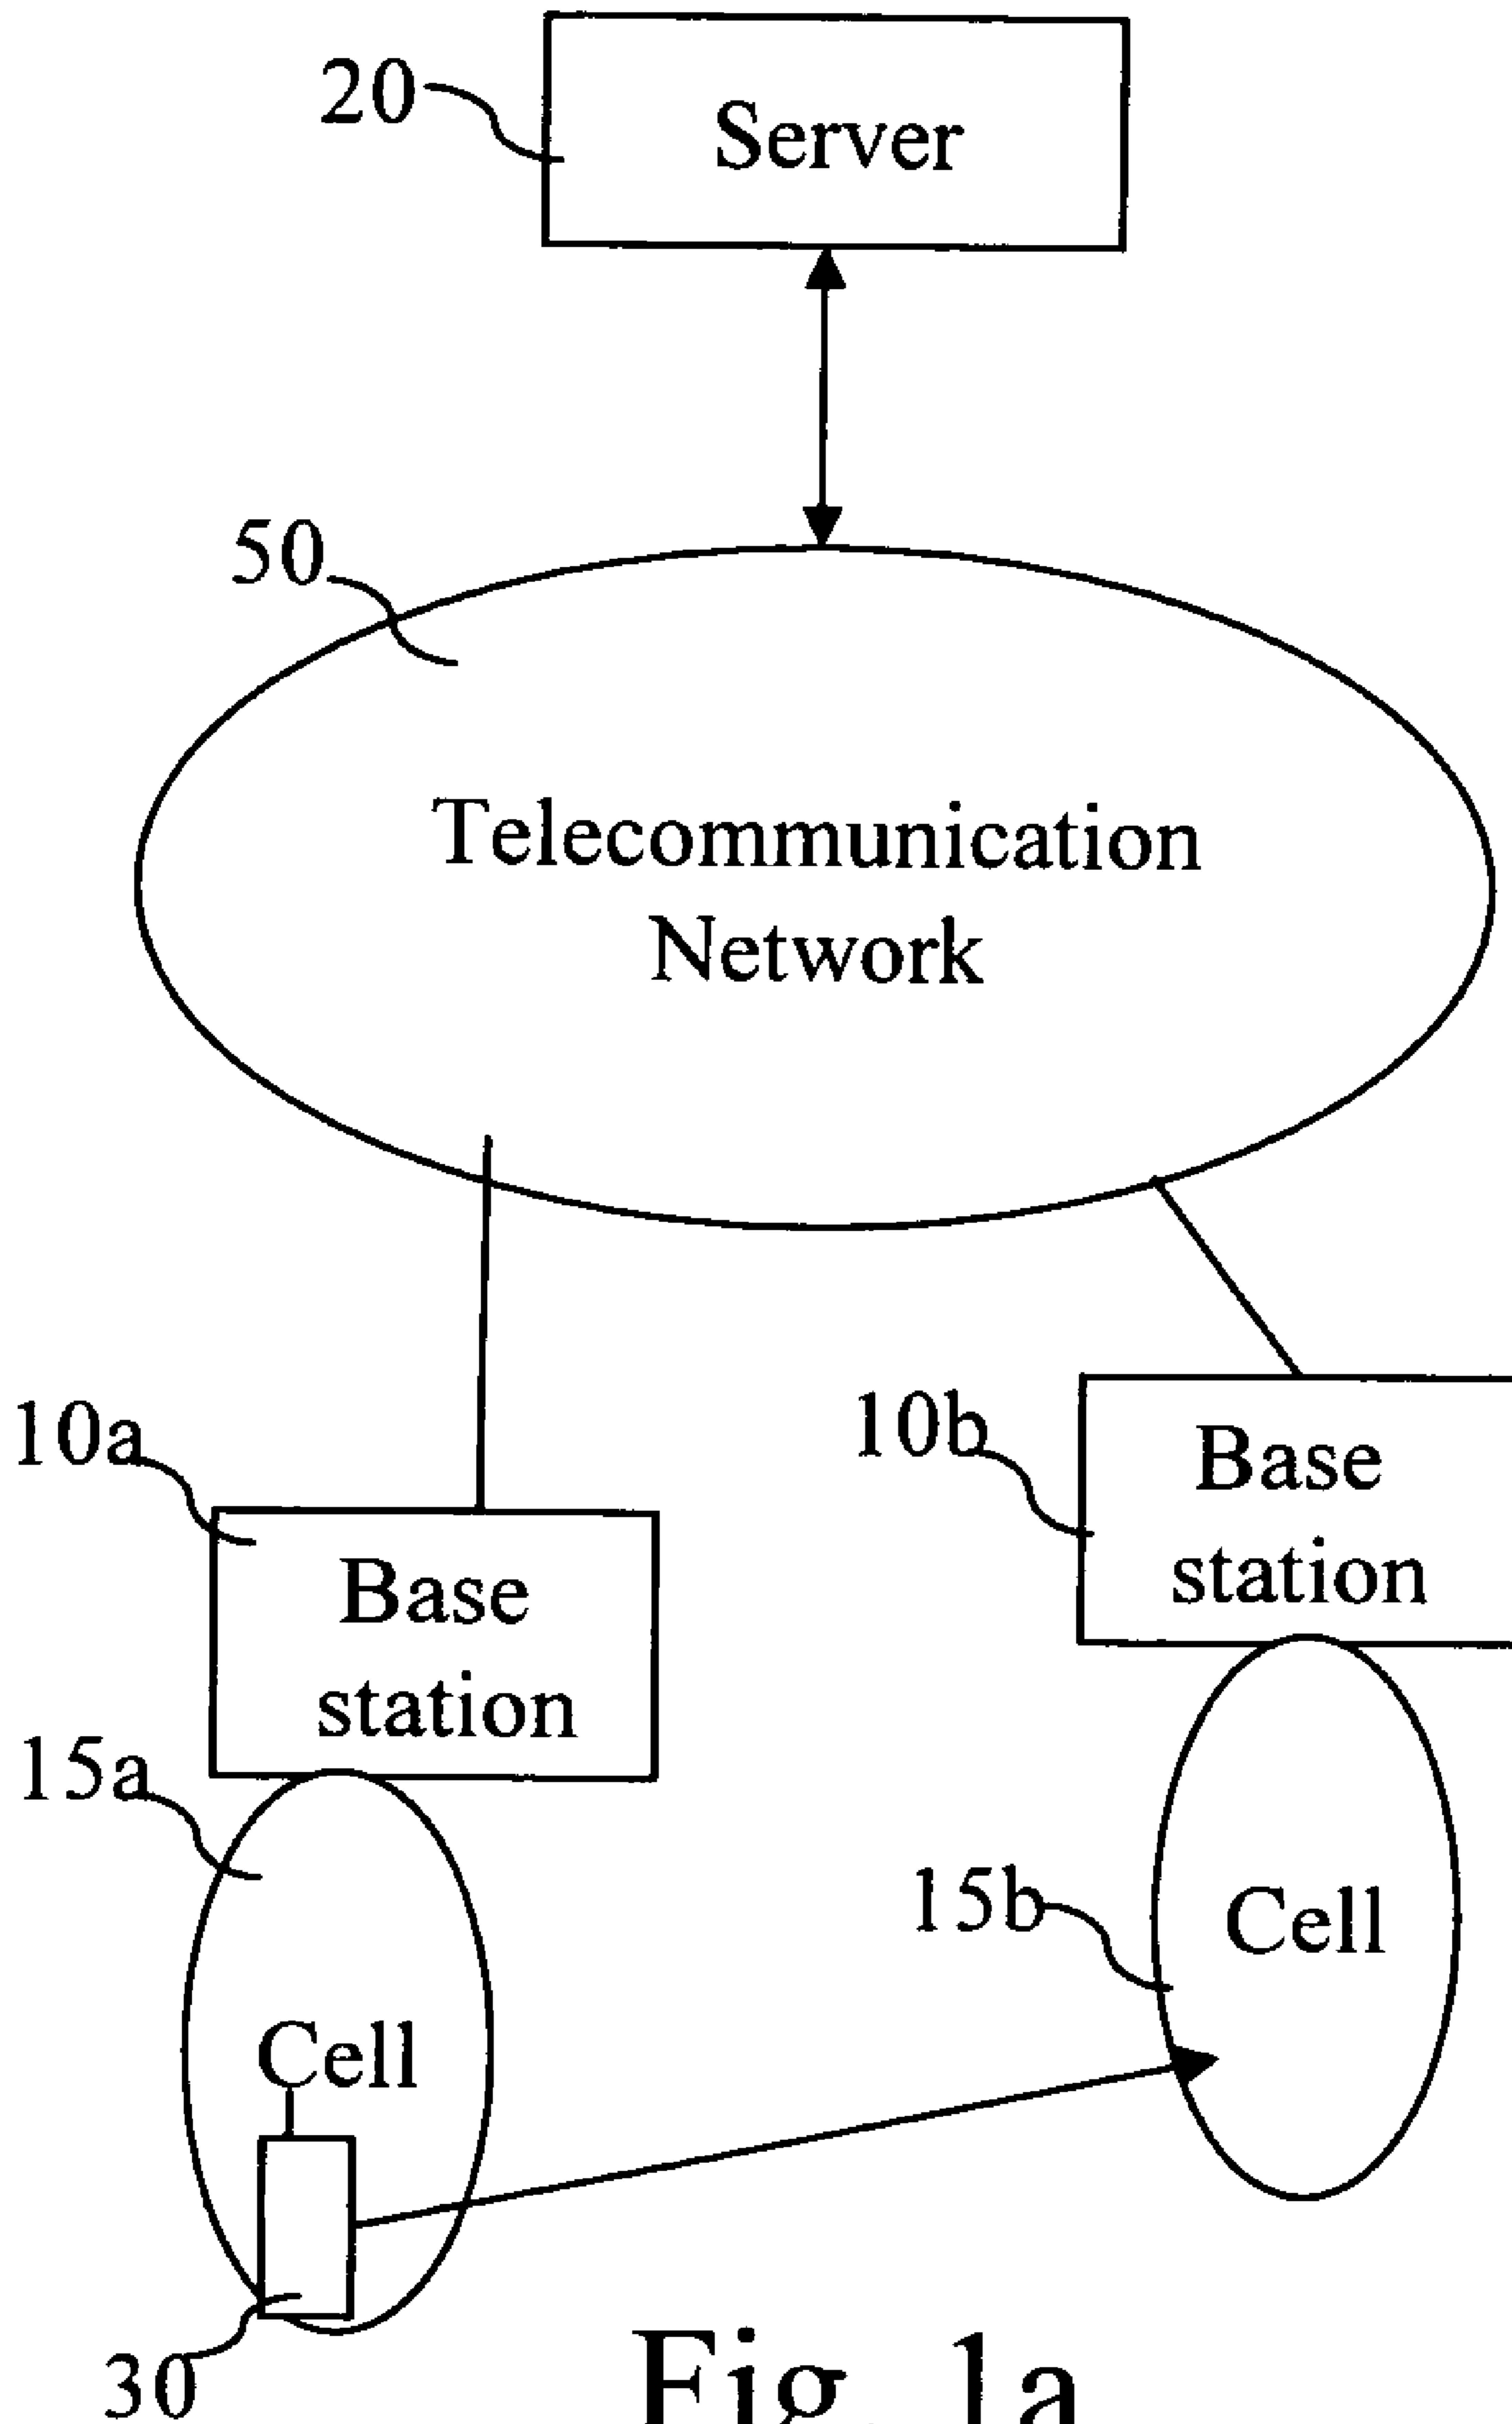 20
Server
50
Telecommunication
Network
10a
Base
station
10b
Base
station
15a
Cell
15b
Cell
30
Fig. 1a